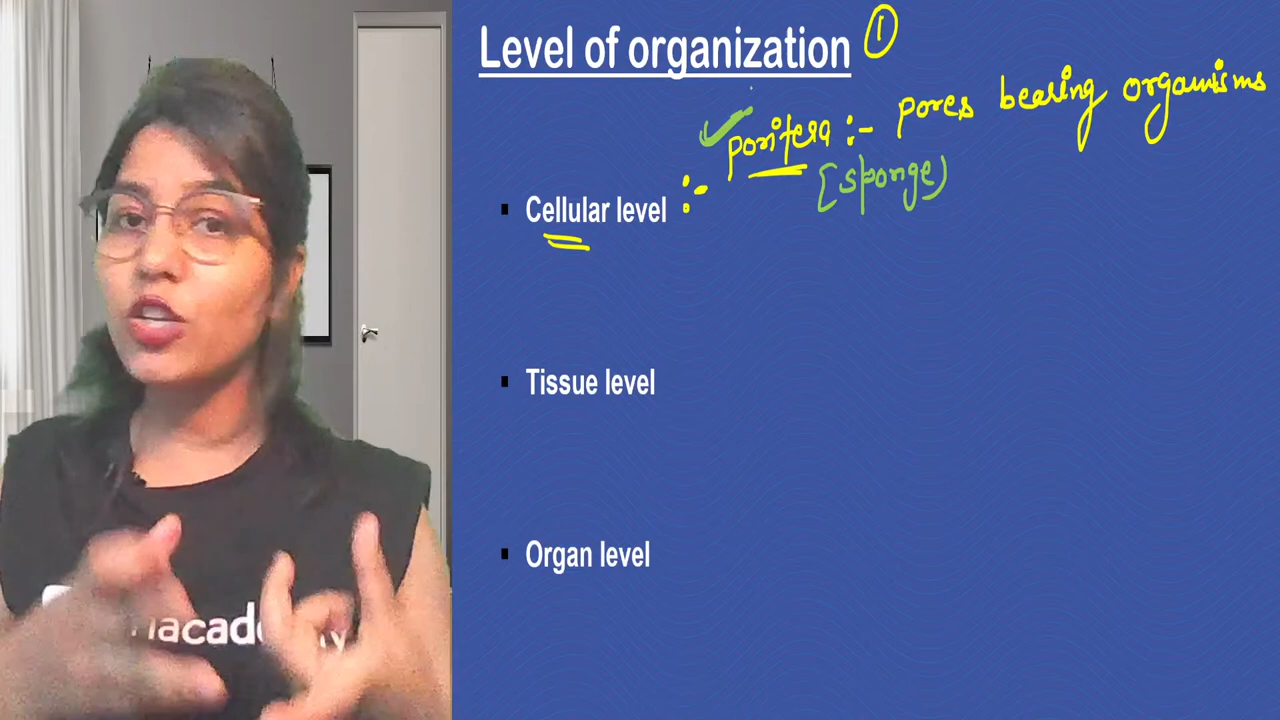 Level of organization ①
porifera :- pores bearing organisms
(sponge)
▪ Cellular level :-
▪ Tissue level
▪ Organ level